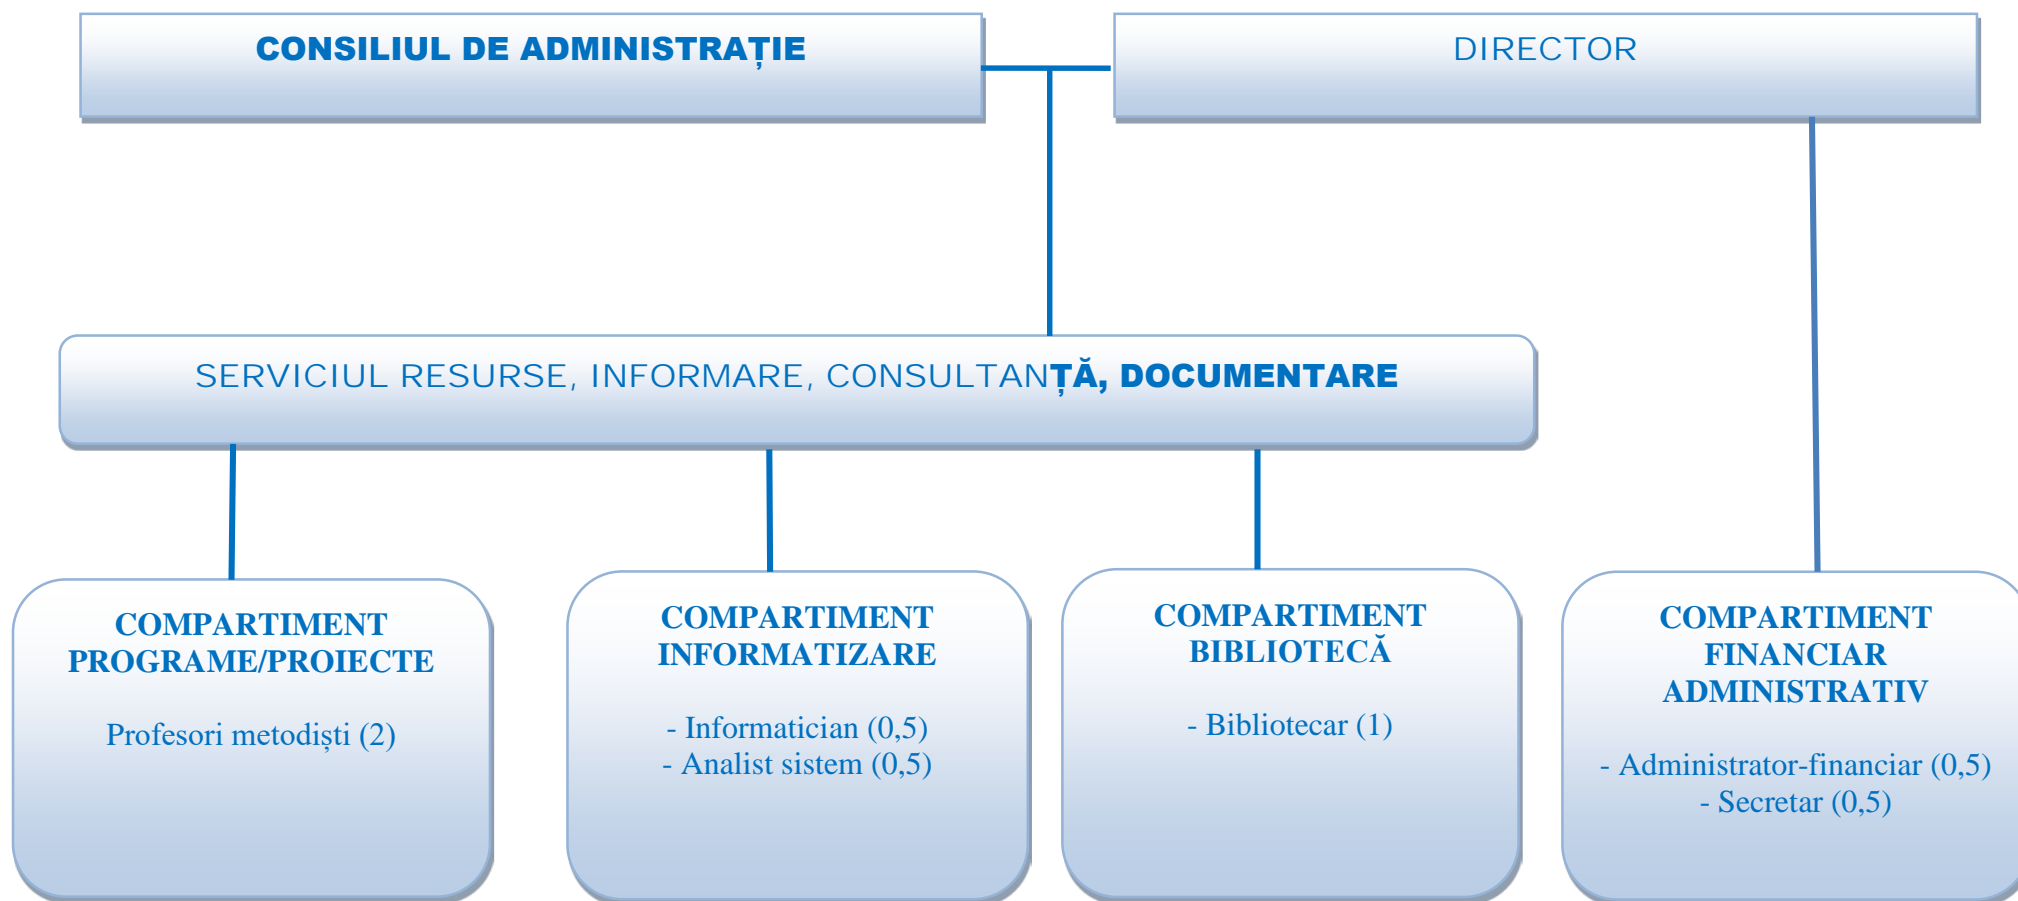 CONSILIUL DE ADMINISTRAȚIE
DIRECTOR
SERVICIUL RESURSE, INFORMARE, CONSULTANȚĂ, DOCUMENTARE
COMPARTIMENT
PROGRAME/PROIECTE
Profesori metodiști (2)
COMPARTIMENT
INFORMATIZARE
- Informatician (0,5)
- Analist sistem (0,5)
COMPARTIMENT
BIBLIOTECĂ
- Bibliotecar (1)
COMPARTIMENT
FINANCIAR
ADMINISTRATIV
- Administrator-financiar (0,5)
- Secretar (0,5)